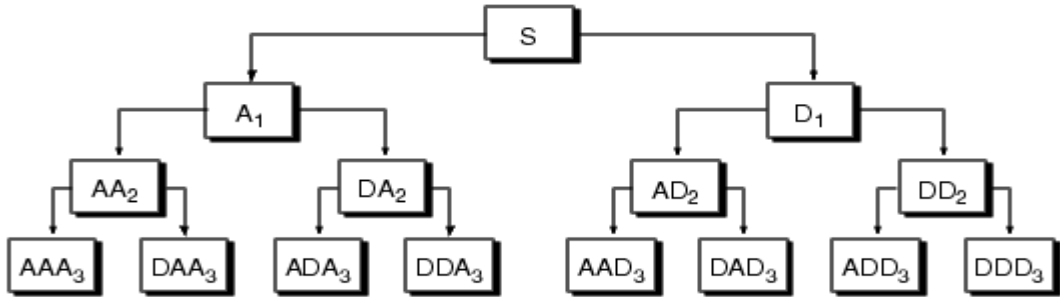 S
A₁ D₁
AA₂ DA₂ AD₂ DD₂
AAA₃ DAA₃ ADA₃ DDA₃ AAD₃ DAD₃ ADD₃ DDD₃